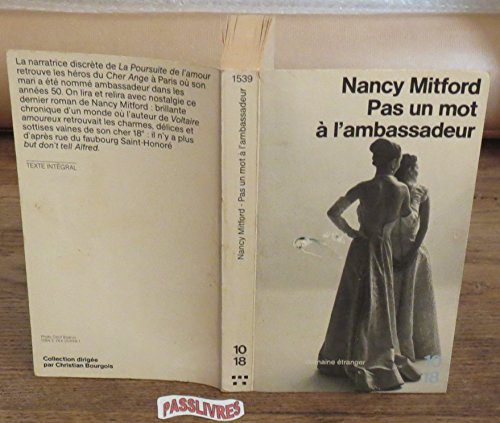 La narratrice discrète de La Poursuite de l'amour
retrouve les héros du Cher Ange à Paris où son
mari a été nommé ambassadeur dans les
années 50. On lira et relira avec nostalgie ce
dernier roman de Nancy Mitford : brillante
chronique d'un monde où l'auteur de Voltaire
amoureux retrouvait les charmes, délices et
sottises vaines de son cher 18e : il n'y a plus
d'après rue du faubourg Saint-Honoré
but don't tell Alfred.
TEXTE INTÉGRAL
Collection dirigée
par Christian Bourgois
1539
Nancy Mitford - Pas un mot à l'ambassadeur
10
18
Nancy Mitford
Pas un mot
à l'ambassadeur
domaine étranger
10
18
PASSLIVRES